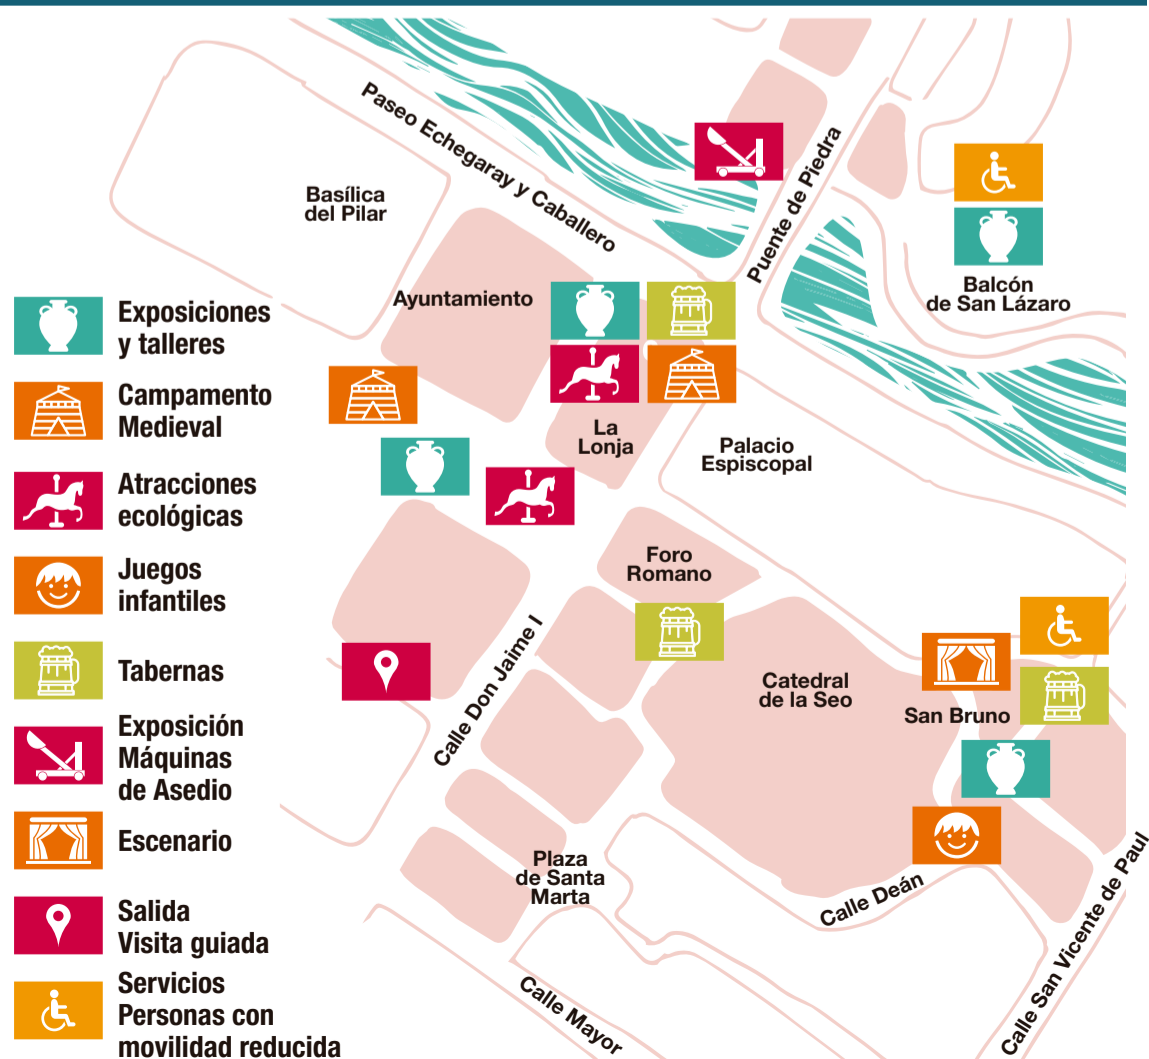 Paseo Echegaray y Caballero
Puente de Piedra
Basílica
del Pilar
Ayuntamiento
Balcón
de San Lázaro
La
Lonja
Palacio
Espiscopal
Foro
Romano
Calle Don Jaime I
Catedral
de la Seo
San Bruno
Plaza
de Santa
Marta
Calle Deán
Calle San Vicente de Paul
Calle Mayor
Exposiciones
y talleres
Campamento
Medieval
Atracciones
ecológicas
Juegos
infantiles
Tabernas
Exposición
Máquinas
de Asedio
Escenario
Salida
Visita guiada
Servicios
Personas con
movilidad reducida